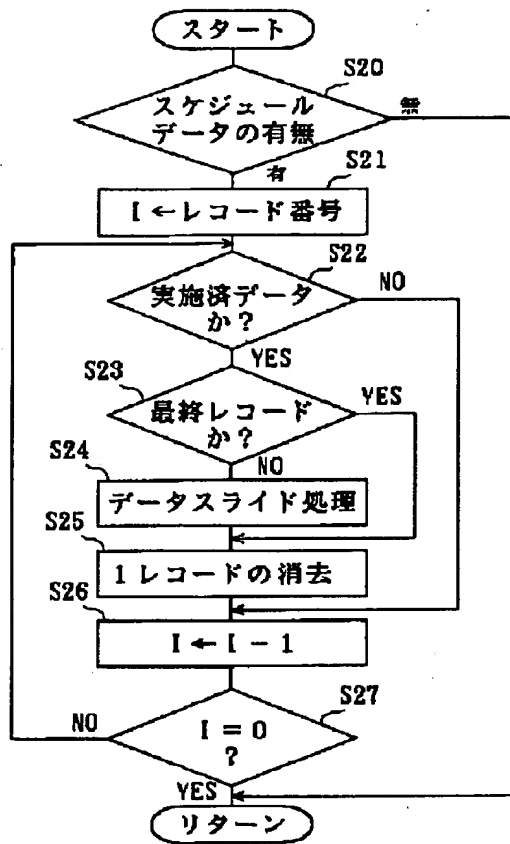 スタート
S20
スケジュール
データの有無
無
有
S21
I←レコード番号
S22
実施済データ
か?
NO
YES
S23
最終レコード
か?
YES
NO
S24
データスライド処理
S25
1レコードの消去
S26
I←I-1
S27
I=0
?
NO
YES
リターン